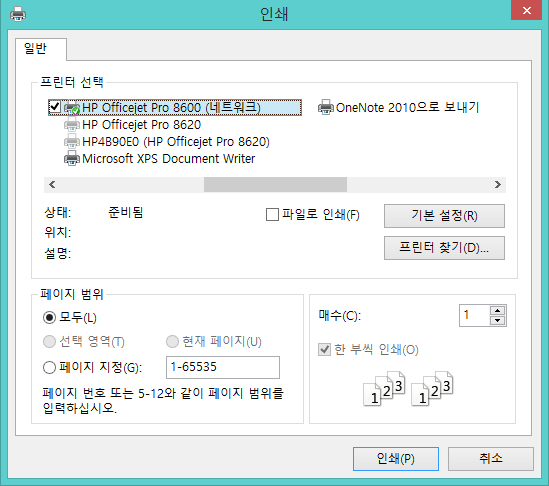 인쇄
일반
프린터 선택
HP Officejet Pro 8600 (네트워크)
OneNote 2010으로 보내기
HP Officejet Pro 8620
HP4B90E0 (HP Officejet Pro 8620)
Microsoft XPS Document Writer
상태: 준비됨
파일로 인쇄(F)
기본 설정(R)
위치:
설명:
프린터 찾기(D)...
페이지 범위
모두(L)
선택 영역(T)
현재 페이지(U)
페이지 지정(G): 1-65535
페이지 번호 또는 5-12와 같이 페이지 범위를
입력하십시오.
매수(C): 1
한 부씩 인쇄(O)
1 2 3 1 2 3
인쇄(P)
취소